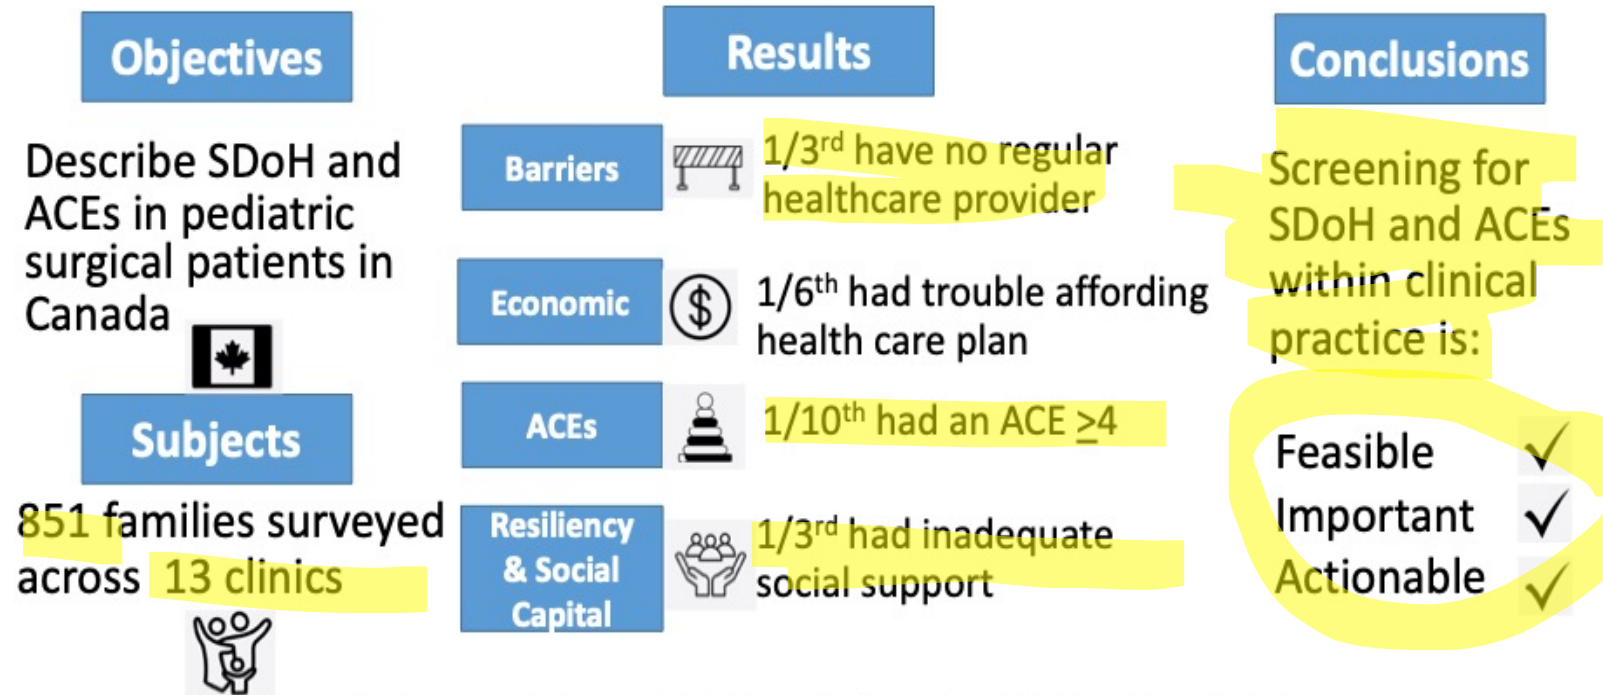 Objectives
Describe SDoH and
ACEs in pediatric
surgical patients in
Canada
Subjects
851 families surveyed
across 13 clinics
Results
Barriers
1/3rd have no regular
healthcare provider
Economic
$
1/6th had trouble affording
health care plan
ACEs
1/10th had an ACE ≥4
Resiliency
& Social
Capital
1/3rd had inadequate
social support
Conclusions
Screening for
SDoH and ACEs
within clinical
practice is:
Feasible ✓
Important ✓
Actionable ✓